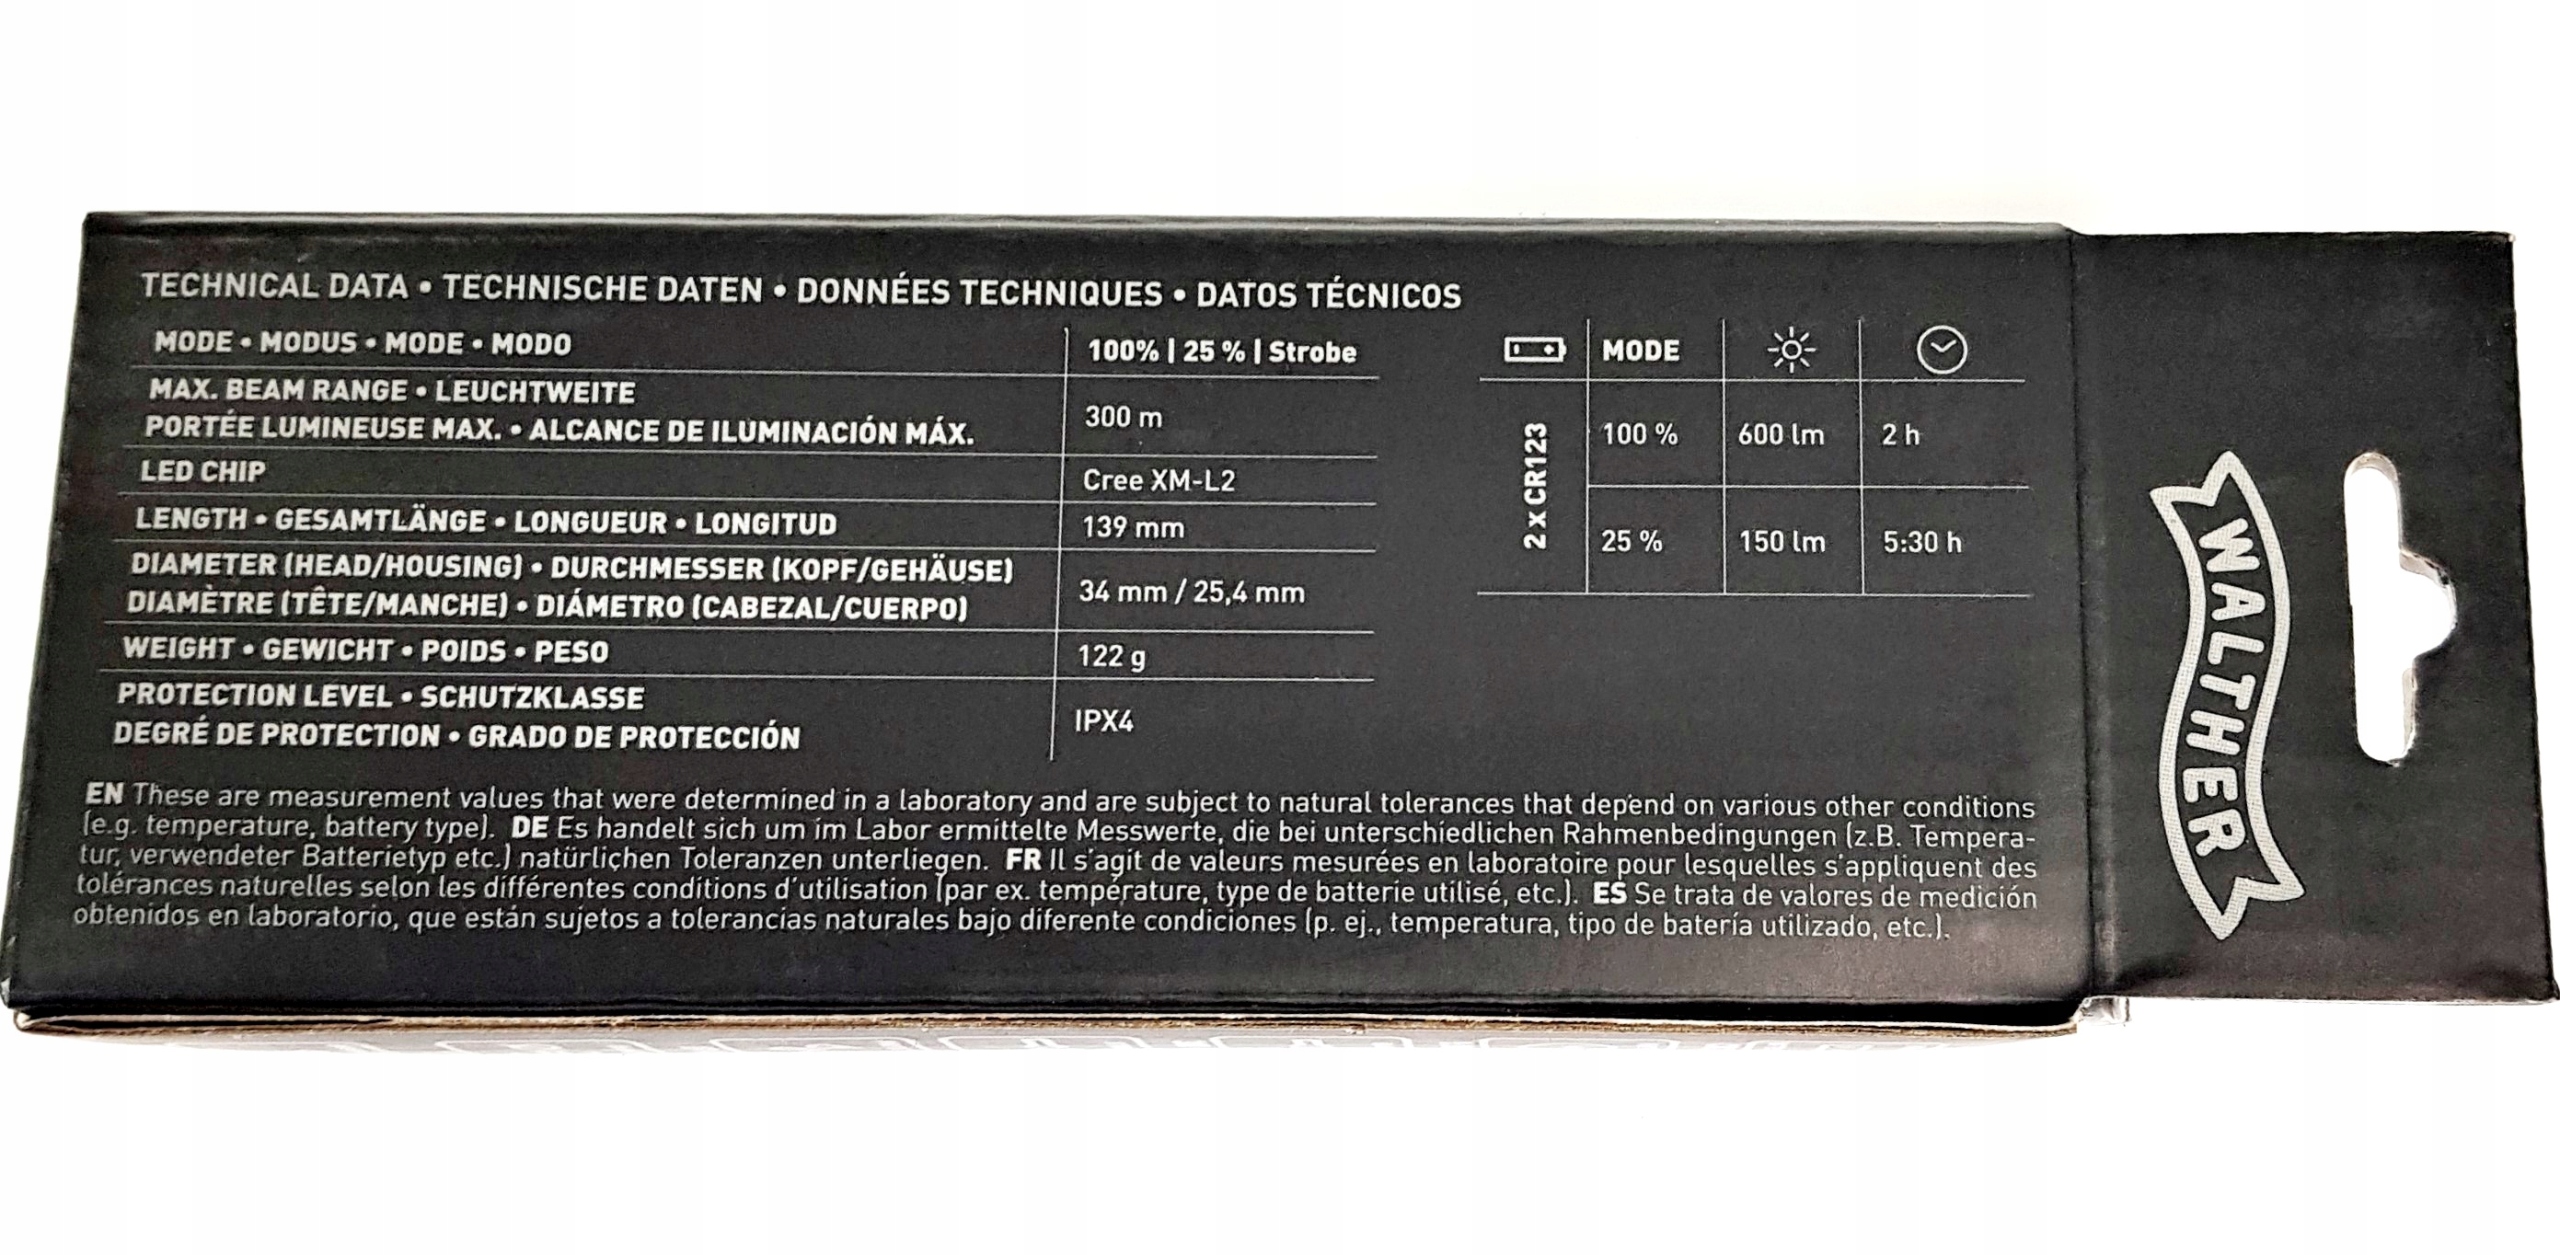 TECHNICAL DATA • TECHNISCHE DATEN • DONNÉES TECHNIQUES • DATOS TÉCNICOS
MODE • MODUS • MODE • MODO 100% | 25 % | Strobe
MAX. BEAM RANGE • LEUCHTWEITE
PORTÉE LUMINEUSE MAX. • ALCANCE DE ILUMINACIÓN MÁX. 300 m
LED CHIP Cree XM-L2
LENGTH • GESAMTLÄNGE • LONGUEUR • LONGITUD 139 mm
DIAMETER (HEAD/HOUSING) • DURCHMESSER (KOPF/GEHÄUSE)
DIAMÈTRE (TÊTE/MANCHE) • DIÁMETRO (CABEZAL/CUERPO) 34 mm / 25,4 mm
WEIGHT • GEWICHT • POIDS • PESO 122 g
PROTECTION LEVEL • SCHUTZKLASSE
DEGRÉ DE PROTECTION • GRADO DE PROTECCIÓN IPX4
MODE
2 x CR123
100 % 600 lm 2 h
25 % 150 lm 5:30 h
EN These are measurement values that were determined in a laboratory and are subject to natural tolerances that depend on various other conditions
(e.g. temperature, battery type). DE Es handelt sich um im Labor ermittelte Messwerte, die bei unterschiedlichen Rahmenbedingungen (z.B. Tempera-
tur, verwendeter Batterietyp etc.) natürlichen Toleranzen unterliegen. FR Il s'agit de valeurs mesurées en laboratoire pour lesquelles s'appliquent des
tolérances naturelles selon les différentes conditions d'utilisation (par ex. température, type de batterie utilisé, etc.). ES Se trata de valores de medición
obtenidos en laboratorio, que están sujetos a tolerancias naturales bajo diferente condiciones (p. ej., temperatura, tipo de batería utilizado, etc.).
WALTHER